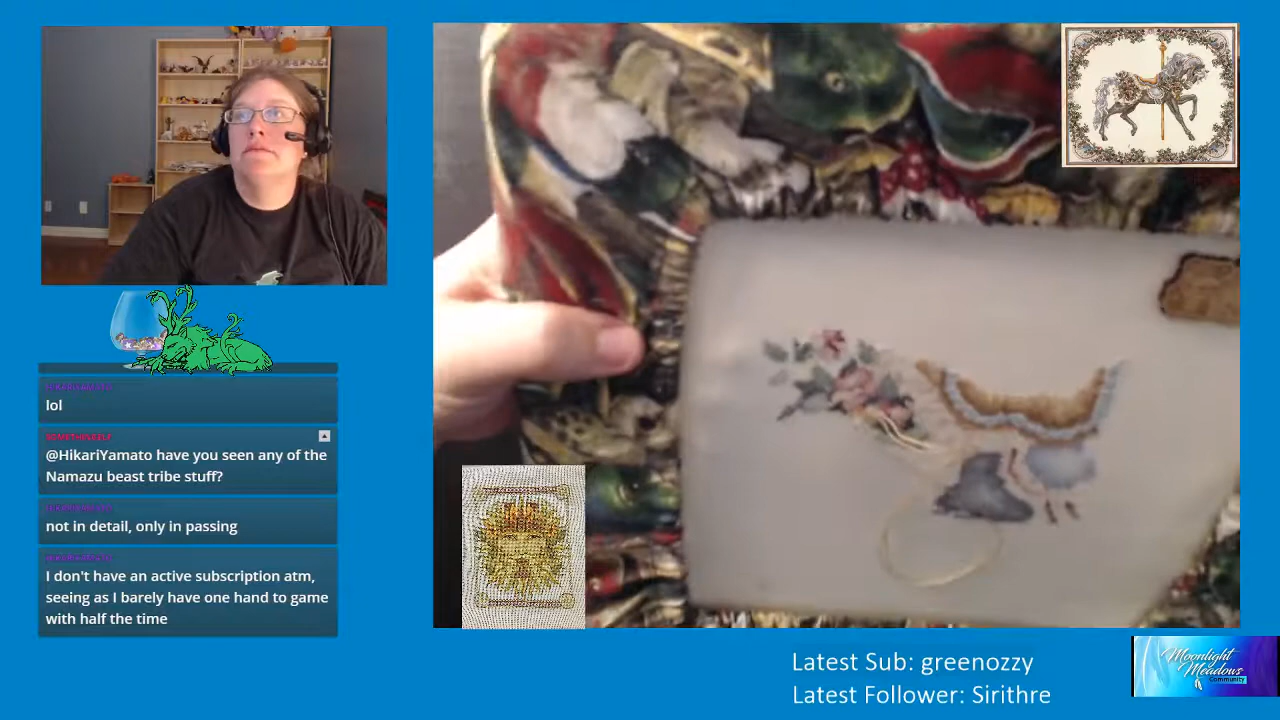 lol
@HikariYamato have you seen any of the
Namazu beast tribe stuff?
HIKARIYAMATO
not in detail, only in passing
I don't have an active subscription atm,
seeing as I barely have one hand to game
with half the time
Latest Sub: greenozzy
Latest Follower: Sirithre
Moonlight
Meadows
Community